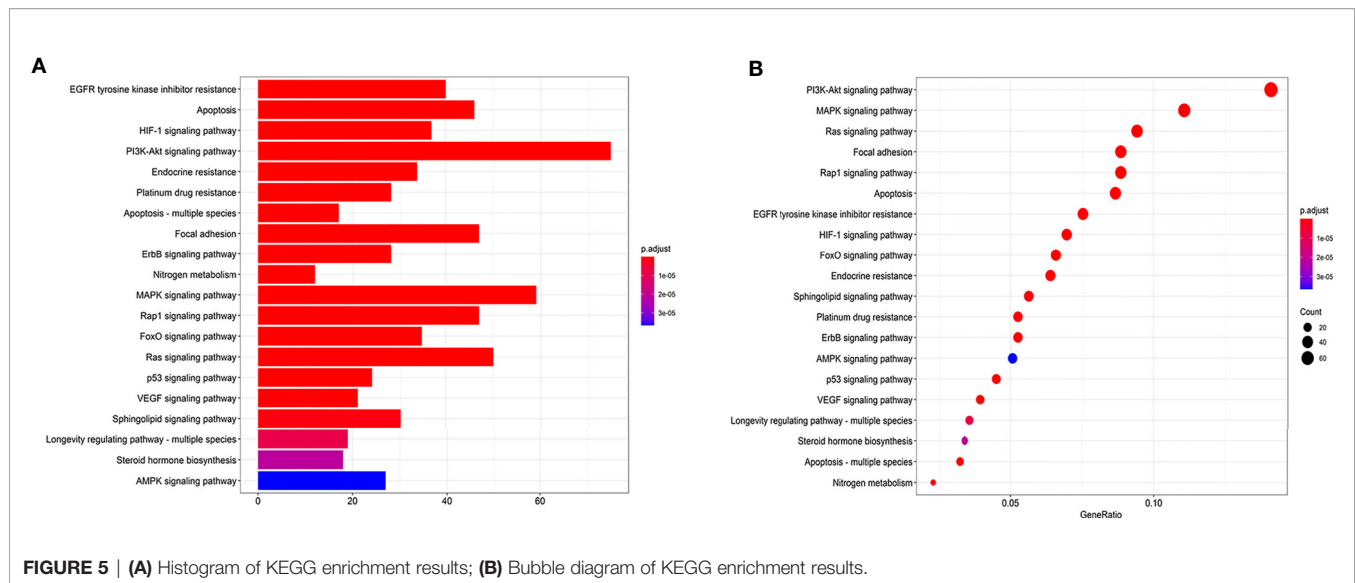 A
EGFR tyrosine kinase inhibitor resistance
Apoptosis
HIF-1 signaling pathway
PI3K-Akt signaling pathway
Endocrine resistance
Platinum drug resistance
Apoptosis - multiple species
Focal adhesion
ErbB signaling pathway
Nitrogen metabolism
MAPK signaling pathway
Rap1 signaling pathway
FoxO signaling pathway
Ras signaling pathway
p53 signaling pathway
VEGF signaling pathway
Sphingolipid signaling pathway
Longevity regulating pathway - multiple species
Steroid hormone biosynthesis
AMPK signaling pathway
0 20 40 60
p.adjust
1e-05
2e-05
3e-05
B
PI3K-Akt signaling pathway
MAPK signaling pathway
Ras signaling pathway
Focal adhesion
Rap1 signaling pathway
Apoptosis
EGFR tyrosine kinase inhibitor resistance
HIF-1 signaling pathway
FoxO signaling pathway
Endocrine resistance
Sphingolipid signaling pathway
Platinum drug resistance
ErbB signaling pathway
AMPK signaling pathway
p53 signaling pathway
VEGF signaling pathway
Longevity regulating pathway - multiple species
Steroid hormone biosynthesis
Apoptosis - multiple species
Nitrogen metabolism
0.05 0.10
GeneRatio
p.adjust
1e-05
2e-05
3e-05
Count
20
40
60
FIGURE 5 | (A) Histogram of KEGG enrichment results; (B) Bubble diagram of KEGG enrichment results.